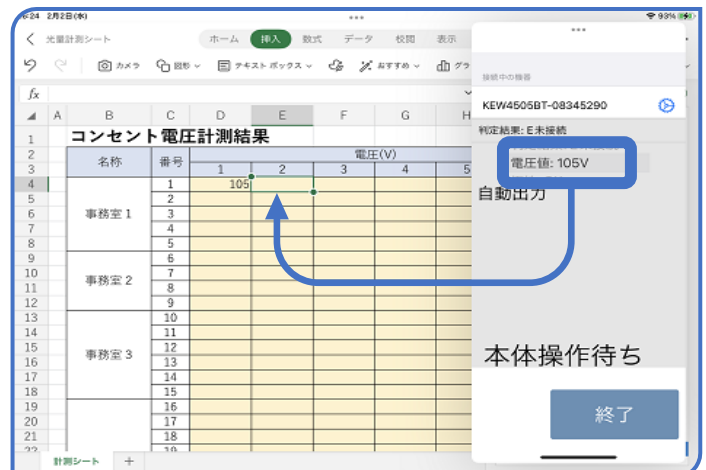 6:24 2月2日(水)
93%
光量計測シート
ホーム 挿入 数式 データ 校閲 表示
カメラ 図形 テキスト ボックス おすすめ グラ
fx
A B C D E F G H
1 コンセント電圧計測結果
2 名称 番号 電圧(V)
3 1 2 3 4 5
4 1 105
5 2
6 事務室 1 3
7 4
8 5
9 6
10 事務室 2 7
11 8
12 9
13 10
14 11
15 事務室 3 12
16 13
17 14
18 15
19 16
20 17
21 18
22 19
計測シート +
接続中の機器
KEW4505BT-08345290
判定結果: E未接続
電圧値: 105V
自動出力
本体操作待ち
終了